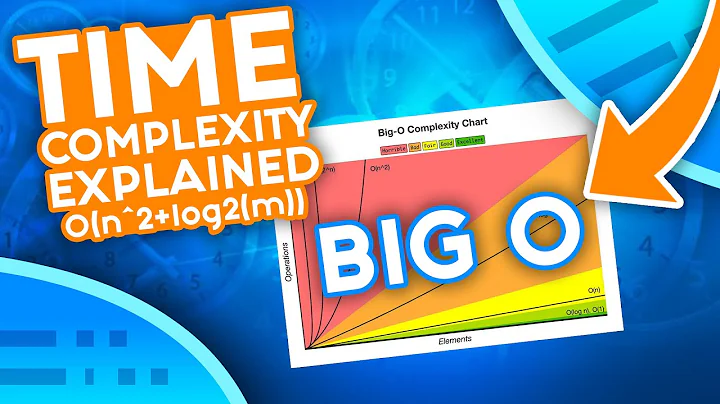 TIME
COMPLEXITY
EXPLAINED
O(n^2+log2(m))
Big-O Complexity Chart
Horrible Bad Fair Good Excellent
O(n^2)
BIG O
O(n)
O(log n), O(1)
Operations
Elements